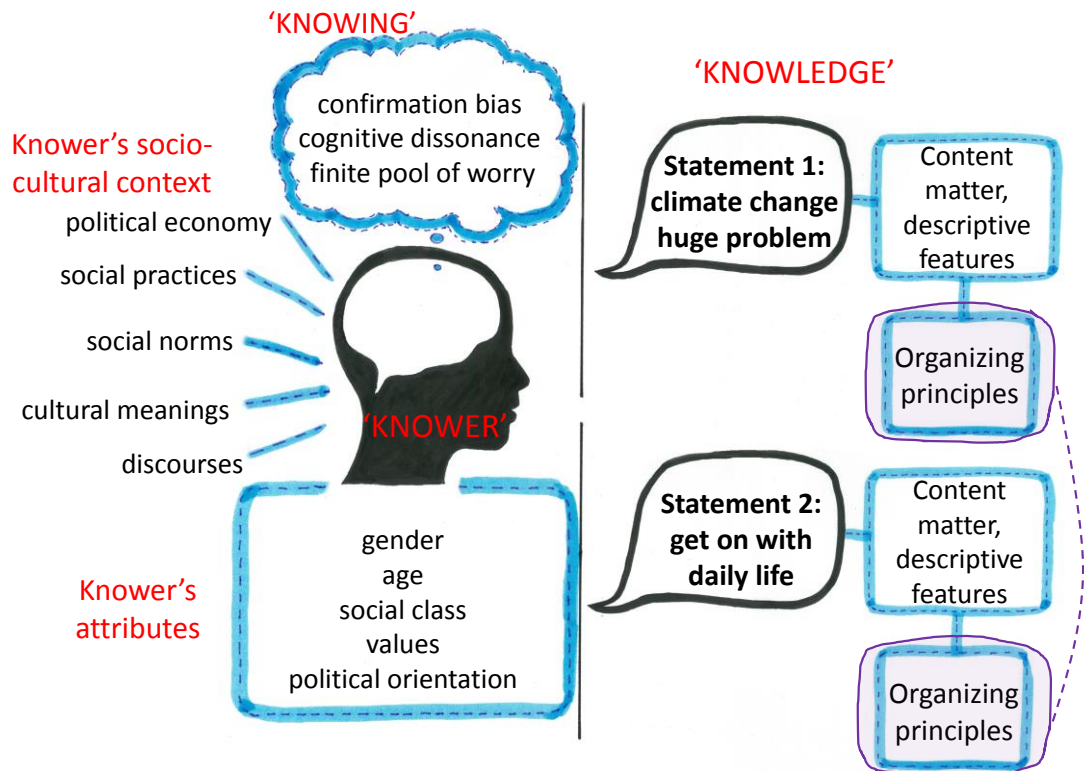 'KNOWING'
confirmation bias
cognitive dissonance
finite pool of worry
Knower's socio-
cultural context
political economy
social practices
social norms
cultural meanings
discourses
'KNOWER'
Knower's
attributes
gender
age
social class
values
political orientation
'KNOWLEDGE'
Statement 1:
climate change
huge problem
Content
matter,
descriptive
features
Organizing
principles
Statement 2:
get on with
daily life
Content
matter,
descriptive
features
Organizing
principles